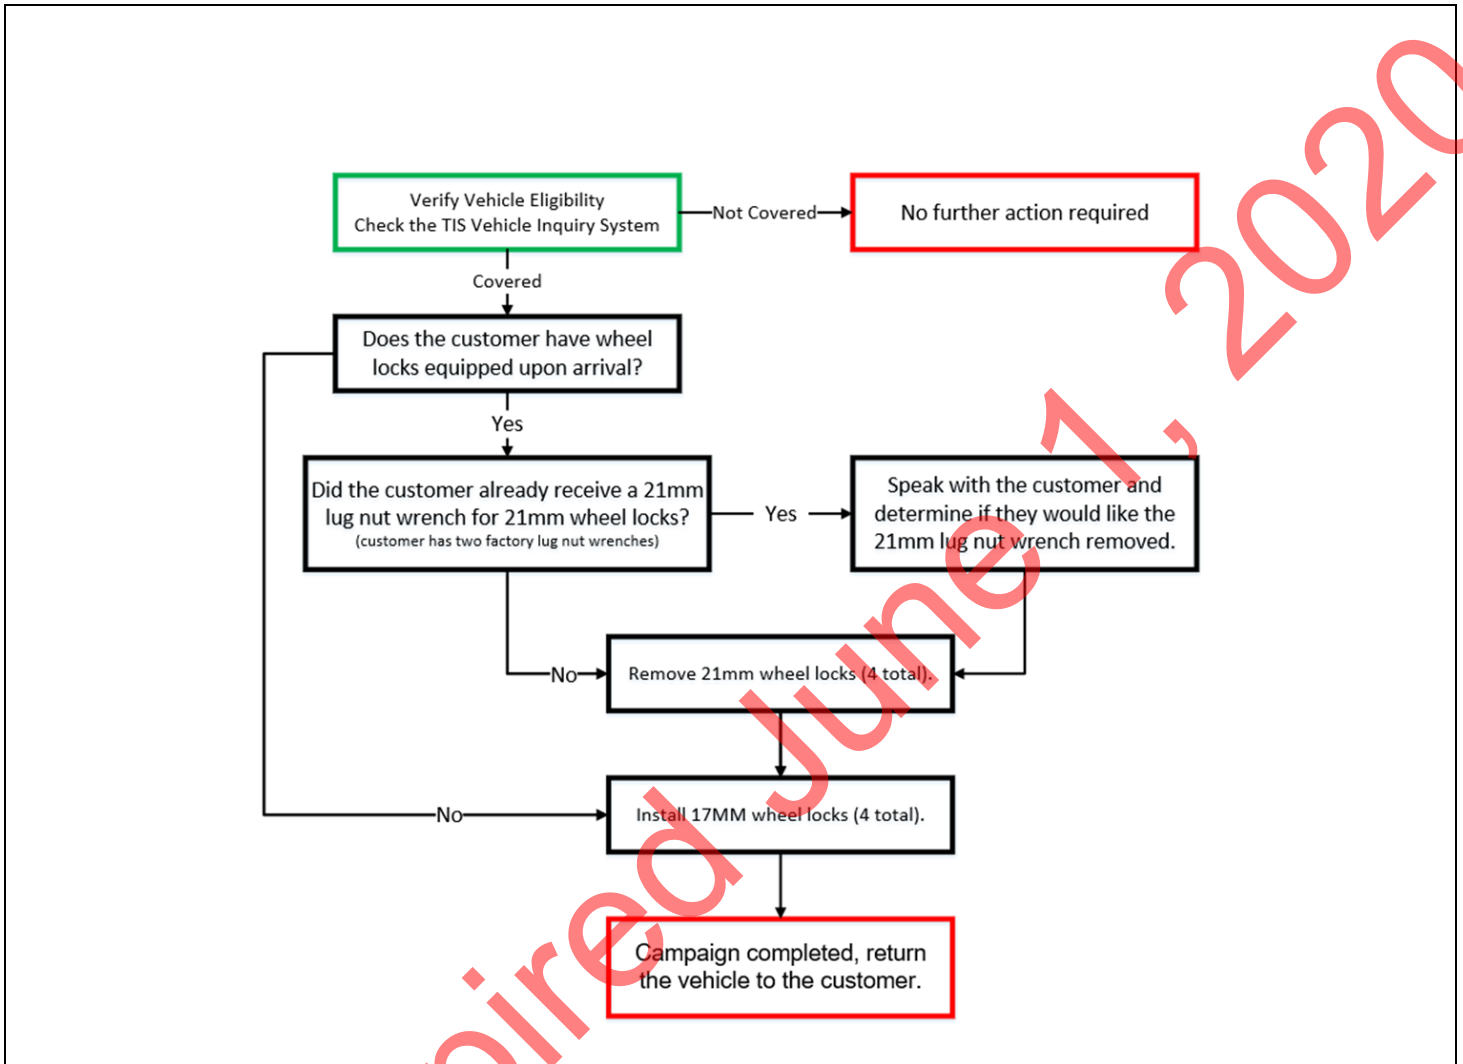 Verify Vehicle Eligibility
Check the TIS Vehicle Inquiry System
Not Covered
No further action required
Covered
Does the customer have wheel
locks equipped upon arrival?
Yes
Did the customer already receive a 21mm
lug nut wrench for 21mm wheel locks?
(customer has two factory lug nut wrenches)
Yes
Speak with the customer and
determine if they would like the
21mm lug nut wrench removed.
No
Remove 21mm wheel locks (4 total).
No
Install 17MM wheel locks (4 total).
Campaign completed, return
the vehicle to the customer.
pired June 1, 2020